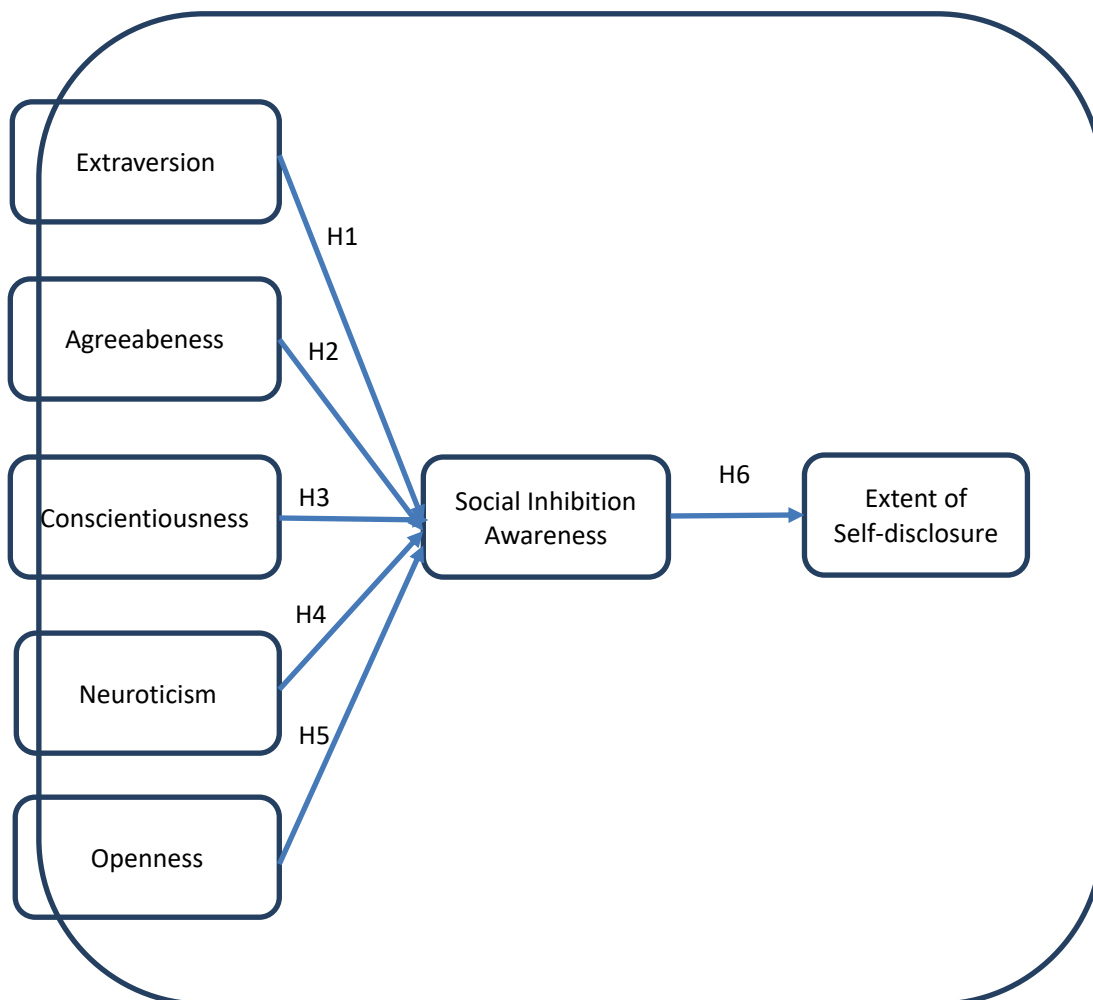 Extraversion
H1
Agreeabeness
H2
Conscientiousness
H3
Social Inhibition
Awareness
H6
Extent of
Self-disclosure
H4
Neuroticism
H5
Openness